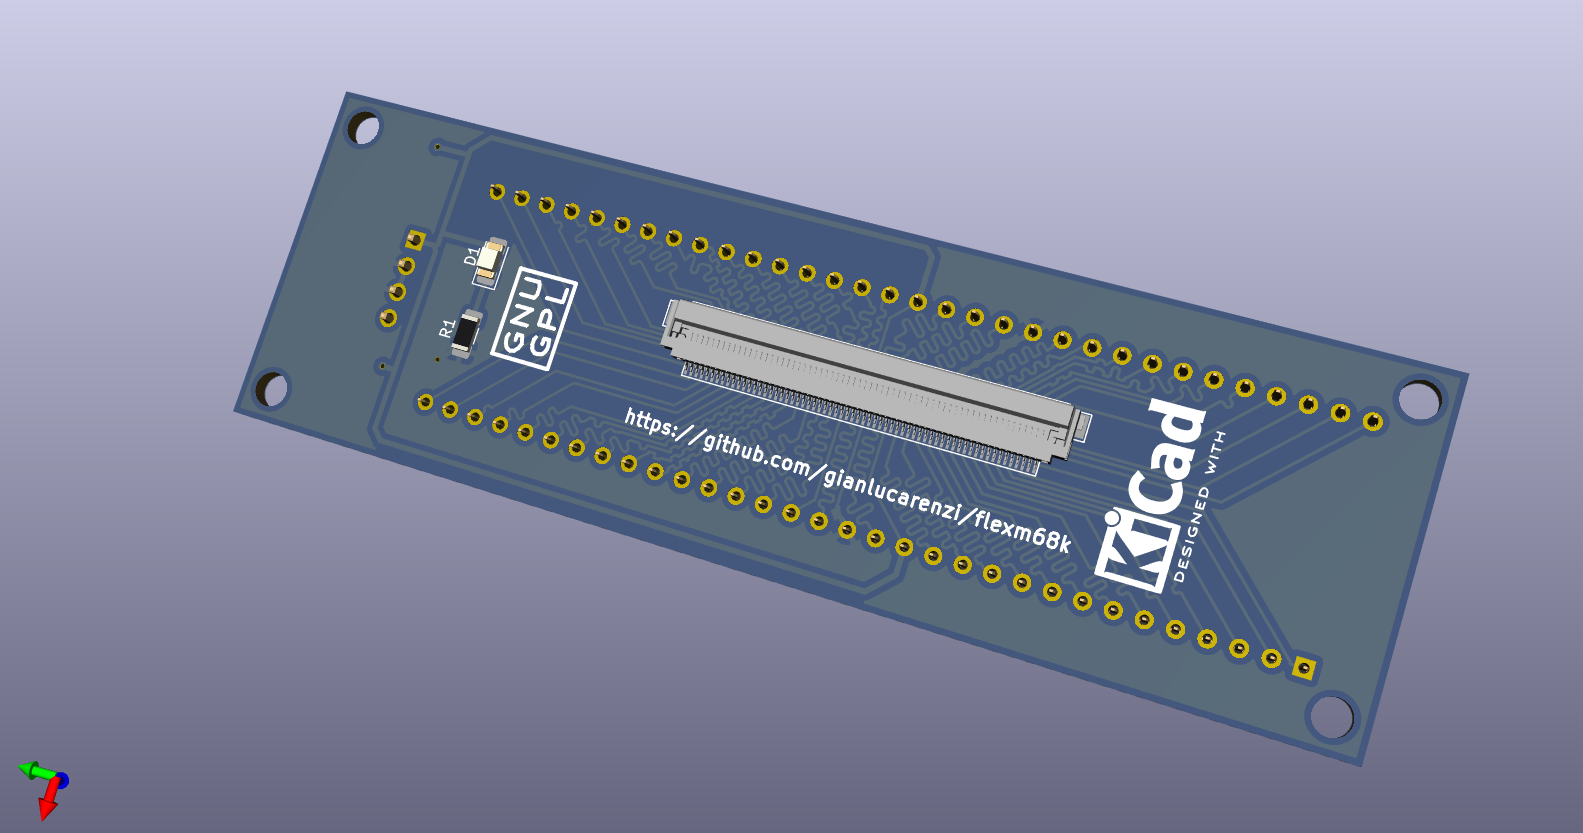 D1
R1
GNU
GPL
https://github.com/gianlucarenzi/flexm68k
KiCad
DESIGNED WITH